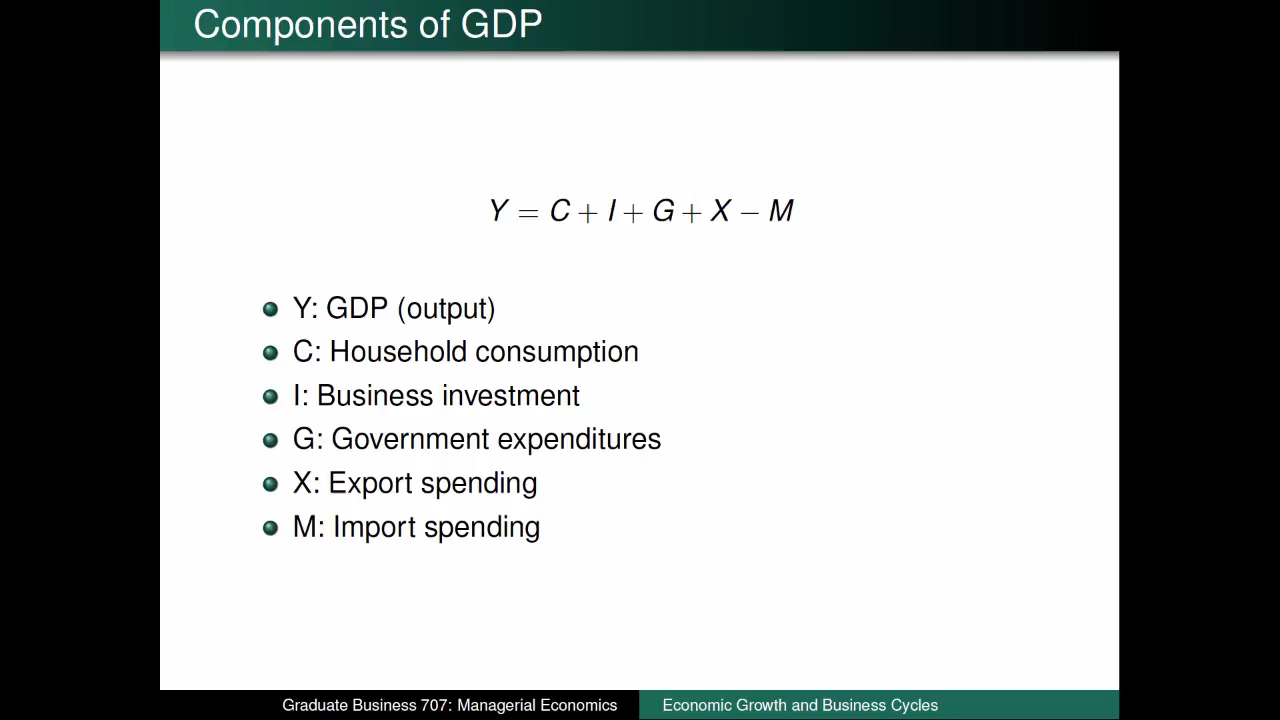 Components of GDP
Y = C + I + G + X − M
Y: GDP (output)
C: Household consumption
I: Business investment
G: Government expenditures
X: Export spending
M: Import spending
Graduate Business 707: Managerial Economics
Economic Growth and Business Cycles